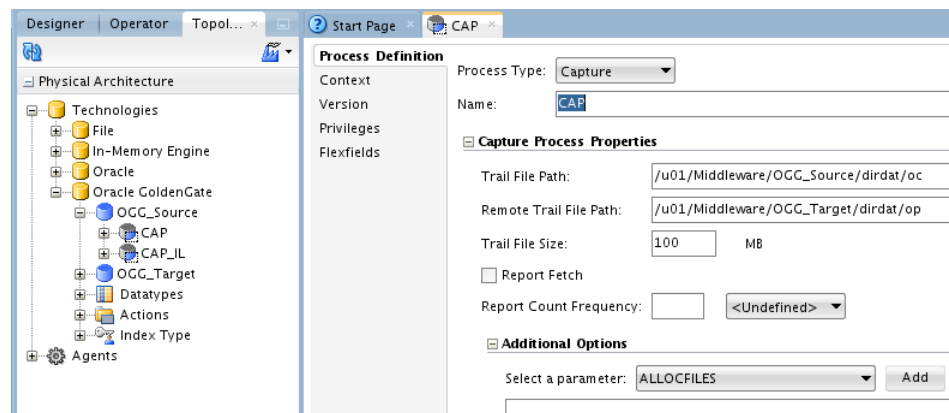 Designer
Operator
Topol...
Start Page
CAP
Physical Architecture
Technologies
File
In-Memory Engine
Oracle
Oracle GoldenGate
OGG_Source
CAP
CAP_IL
OGG_Target
Datatypes
Actions
Index Type
Agents
Process Definition
Context
Version
Privileges
Flexfields
Process Type: Capture
Name: CAP
Capture Process Properties
Trail File Path: /u01/Middleware/OGG_Source/dirdat/oc
Remote Trail File Path: /u01/Middleware/OGG_Target/dirdat/op
Trail File Size: 100 MB
Report Fetch
Report Count Frequency: <Undefined>
Additional Options
Select a parameter: ALLOCFILES Add